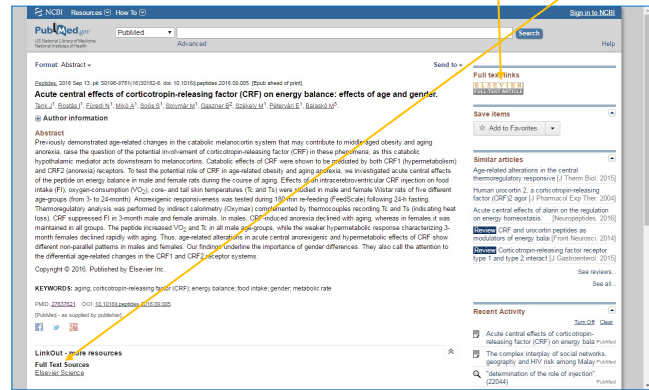 NCBI Resources How To Sign in to NCBI
PubMed.gov
US National Library of Medicine
National Institutes of Health
PubMed
Search
Advanced
Help
Format: Abstract
Send to
Peptides. 2016 Sep 13. pii: S0196-9781(16)30182-6. doi: 10.1016/j.peptides.2016.09.005. [Epub ahead of print]
Acute central effects of corticotropin-releasing factor (CRF) on energy balance: effects of age and gender.
Tenk J1, Rostás I1, Füredi N1, Mikó A1, Soós S1, Solymár M1, Gaszner B2, Székely M1, Pétervári E1, Balaskó M3.
Author information
Abstract
Previously demonstrated age-related changes in the catabolic melanocortin system that may contribute to middle-aged obesity and aging
anorexia, raise the question of the potential involvement of corticotropin-releasing factor (CRF) in these phenomena, as this catabolic
hypothalamic mediator acts downstream to melanocortins. Catabolic effects of CRF were shown to be mediated by both CRF1 (hypermetabolism)
and CRF2 (anorexia) receptors. To test the potential role of CRF in age-related obesity and aging anorexia, we investigated acute central effects
of the peptide on energy balance in male and female rats during the course of aging. Effects of an intracerebroventricular CRF injection on food
intake (FI), oxygen-consumption (VO2), core- and tail skin temperatures (Tc and Ts) were studied in male and female Wistar rats of five different
age-groups (from 3- to 24-month). Anorexigenic responsiveness was tested during 180 min re-feeding (FeedScale) following 24-h fasting.
Thermoregulatory analysis was performed by indirect calorimetry (Oxymax) complemented by thermocouples recording Tc and Ts (indicating heat
loss). CRF suppressed FI in 3-month male and female animals. In males, CRF-induced anorexia declined with aging, whereas in females it was
maintained in all groups. The peptide increased VO2 and Tc in all male age-groups, while the weaker hypermetabolic response characterizing 3-
month females declined rapidly with aging. Thus, age-related alterations in acute central anorexigenic and hypermetabolic effects of CRF show
different non-parallel patterns in males and females. Our findings underline the importance of gender differences. They also call the attention to
the differential age-related changes in the CRF1 and CRF2 receptor systems.
Copyright © 2016. Published by Elsevier Inc.
KEYWORDS: aging; corticotropin-releasing factor (CRF); energy balance; food intake; gender; metabolic rate
PMID: 27637621 DOI: 10.1016/j.peptides.2016.09.005
[PubMed - as supplied by publisher]
LinkOut - more resources
Full Text Sources
Elsevier Science
Full text links
ELSEVIER
FULL-TEXT ARTICLE
Save items
Add to Favorites
Similar articles
Age-related alterations in the central
thermoregulatory responsive [J Therm Biol. 2015]
Human urocortin 2, a corticotropin-releasing
factor (CRF)2 agor [J Pharmacol Exp Ther. 2004]
Acute central effects of alarin on the regulation
on energy homeostasis. [Neuropeptides. 2016]
Review CRF and urocortin peptides as
modulators of energy balai [Front Neurosci. 2014]
Review Corticotropin-releasing factor receptor
type 1 and type 2 interact [J Gastroenterol. 2015]
See reviews...
See all...
Recent Activity
Turn Off Clear
Acute central effects of corticotropin-
releasing factor (CRF) on energy bala PubMed
The complex interplay of social networks,
geography and HIV risk among Malay PubMed
"determination of the role of injection"
(22044) PubMed